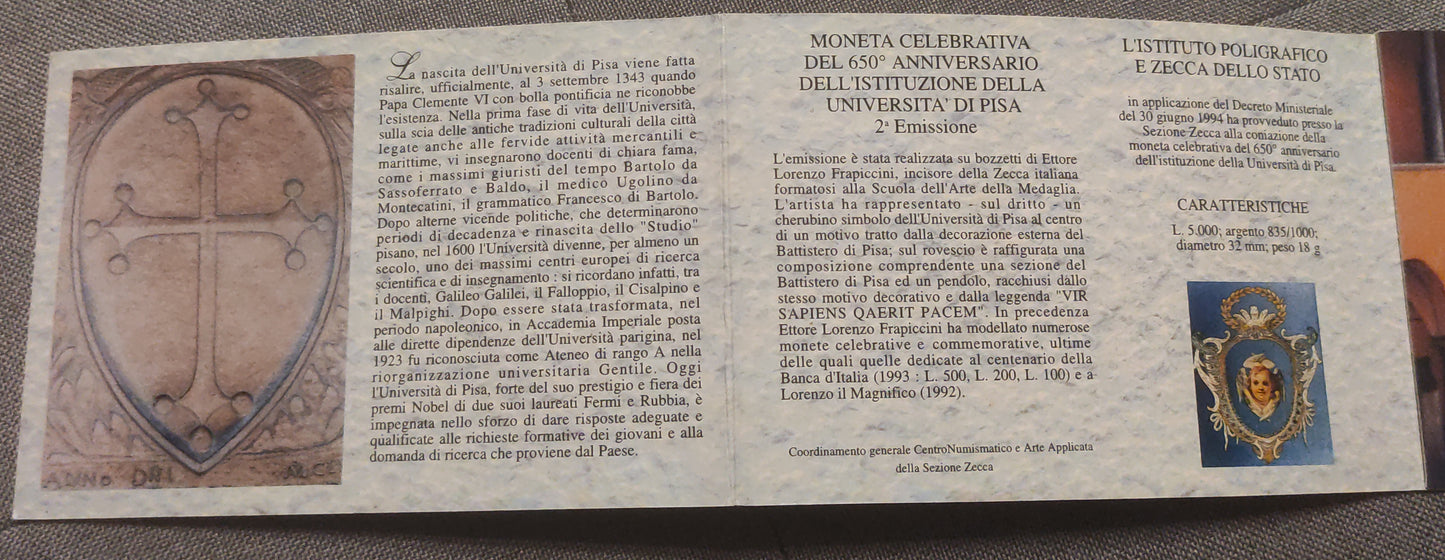 ANNO DNI MCL
La nascita dell'Università di Pisa viene fatta
risalire, ufficialmente, al 3 settembre 1343 quando
Papa Clemente VI con bolla pontificia ne riconobbe
l'esistenza. Nella prima fase di vita dell'Università,
sulla scia delle antiche tradizioni culturali della città
legate anche alle fervide attività mercantili e
marittime, vi insegnarono docenti di chiara fama,
come i massimi giuristi del tempo Bartolo da
Sassoferrato e Baldo, il medico Ugolino da
Montecatini, il grammatico Francesco di Bartolo.
Dopo alterne vicende politiche, che determinarono
periodi di decadenza e rinascita dello "Studio"
pisano, nel 1600 l'Università divenne, per almeno un
secolo, uno dei massimi centri europei di ricerca
scientifica e di insegnamento : si ricordano infatti, tra
i docenti, Galileo Galilei, il Falloppio, il Cisalpino e
il Malpighi. Dopo essere stata trasformata, nel
periodo napoleonico, in Accademia Imperiale posta
alle dirette dipendenze dell'Università parigina, nel
1923 fu riconosciuta come Ateneo di rango A nella
riorganizzazione universitaria Gentile. Oggi
l'Università di Pisa, forte del suo prestigio e fiera dei
premi Nobel di due suoi laureati Fermi e Rubbia, è
impegnata nello sforzo di dare risposte adeguate e
qualificate alle richieste formative dei giovani e alla
domanda di ricerca che proviene dal Paese.
MONETA CELEBRATIVA
DEL 650° ANNIVERSARIO
DELL'ISTITUZIONE DELLA
UNIVERSITA' DI PISA
2ª Emissione
L'emissione è stata realizzata su bozzetti di Ettore
Lorenzo Frapiccini, incisore della Zecca italiana
formatosi alla Scuola dell'Arte della Medaglia.
L'artista ha rappresentato - sul dritto - un
cherubino simbolo dell'Università di Pisa al centro
di un motivo tratto dalla decorazione esterna del
Battistero di Pisa; sul rovescio è raffigurata una
composizione comprendente una sezione del
Battistero di Pisa ed un pendolo, racchiusi dallo
stesso motivo decorativo e dalla leggenda "VIR
SAPIENS QAERIT PACEM". In precedenza
Ettore Lorenzo Frapiccini ha modellato numerose
monete celebrative e commemorative, ultime
delle quali quelle dedicate al centenario della
Banca d'Italia (1993 : L. 500, L. 200, L. 100) e a
Lorenzo il Magnifico (1992).
Coordinamento generale CentroNumismatico e Arte Applicata
della Sezione Zecca
L'ISTITUTO POLIGRAFICO
E ZECCA DELLO STATO
in applicazione del Decreto Ministeriale
del 30 giugno 1994 ha provveduto presso la
Sezione Zecca alla coniazione della
moneta celebrativa del 650° anniversario
dell'istituzione della Università di Pisa.
CARATTERISTICHE
L. 5.000; argento 835/1000;
diametro 32 mm; peso 18 g